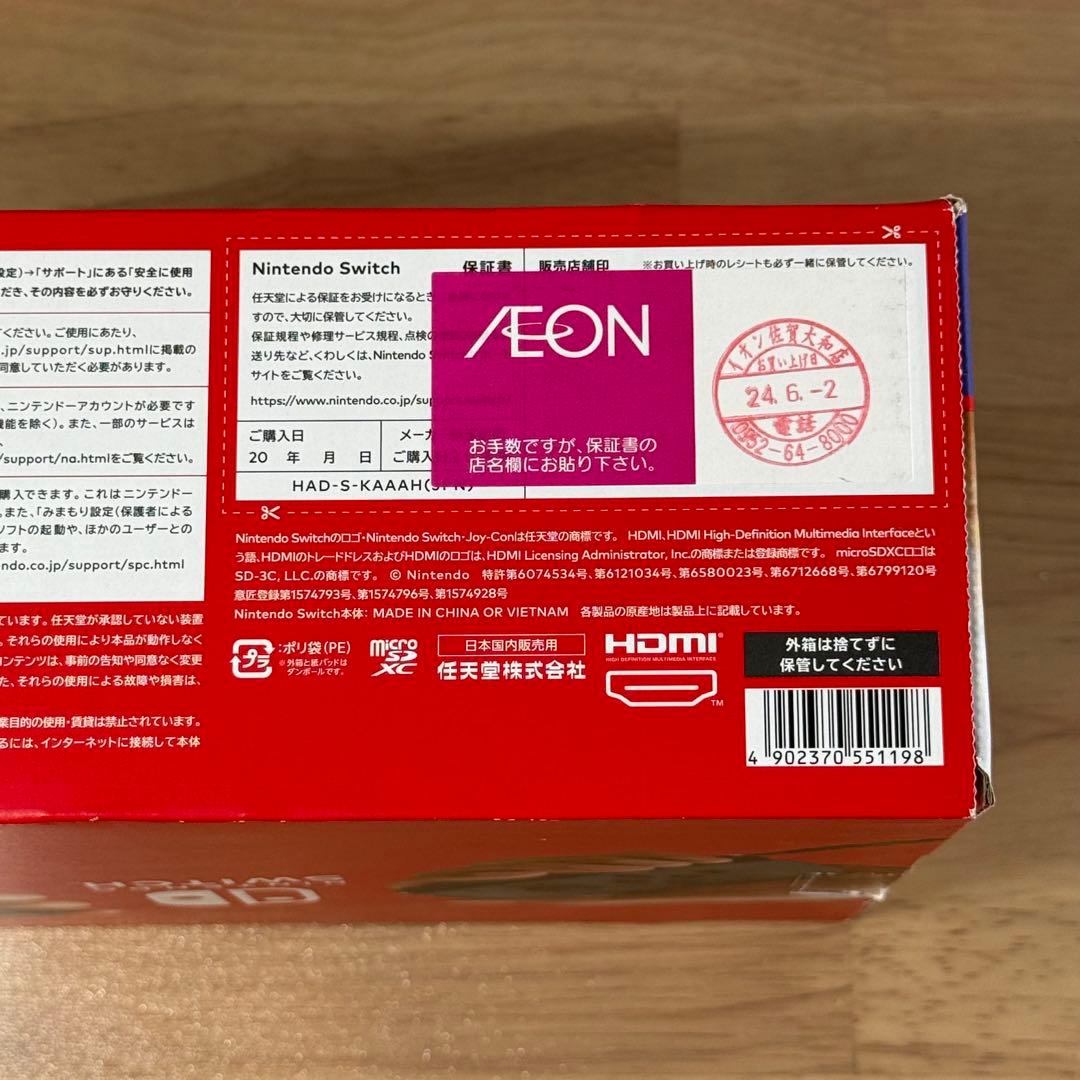 設定)→「サポート」にある「安全に使用
だき、その内容を必ずお守りください。
ください。ご使用にあたり、
.jp/support/sup.htmlに掲載の
同意していただく必要があります。
、ニンテンドーアカウントが必要です
機能を除く)。また、一部のサービスは
/support/na.htmlをご覧ください。
購入できます。これはニンテンドー
。また、「みまもり設定(保護者による
ソフトの起動や、ほかのユーザーとの
ます。
ndo.co.jp/support/spc.html
ています。任天堂が承認していない装置
。それらの使用により本品が動作しなく
コンテンツは、事前の告知や同意なく変更
た、それらの使用による故障や損害は、
業目的の使用・賃貸は禁止されています。
るには、インターネットに接続して本体
Nintendo Switch 保証書
任天堂による保証をお受けになるとき
すので、大切に保管してください。
保証規程や修理サービス規程、点検の
送り先など、くわしくは、Nintendo S
サイトをご覧ください。
https://www.nintendo.co.jp/sup
ご購入日
20 年 月 日
メーカ
ご購入
HAD-S-KAAAH(JPN)
販売店舗印
※お買い上げ時のレシートも必ず一緒に保管してください。
ÆON
お手数ですが、保証書の
店名欄にお貼り下さい。
イオン佐賀大和店
お買い上げ日
24. 6. -2
電話
0952-64-8000
Nintendo Switchのロゴ・Nintendo Switch・Joy-Conは任天堂の商標です。 HDMI、HDMI High-Definition Multimedia Interfaceとい
う語、HDMIのトレードドレスおよびHDMIのロゴは、HDMI Licensing Administrator, Inc.の商標または登録商標です。 microSDXCロゴは
SD-3C, LLC.の商標です。 © Nintendo 特許第6074534号、第6121034号、第6580023号、第6712668号、第6799120号
意匠登録第1574793号、第1574796号、第1574928号
Nintendo Switch本体: MADE IN CHINA OR VIETNAM 各製品の原産地は製品上に記載しています。
プラ
:ポリ袋(PE)
※外箱と紙パッドは
ダンボールです。
micro
SD
XC
日本国内販売用
任天堂株式会社
HDMI®
HIGH DEFINITION MULTIMEDIA INTERFACE
TM
外箱は捨てずに
保管してください
4 902370 551198
SWITCH